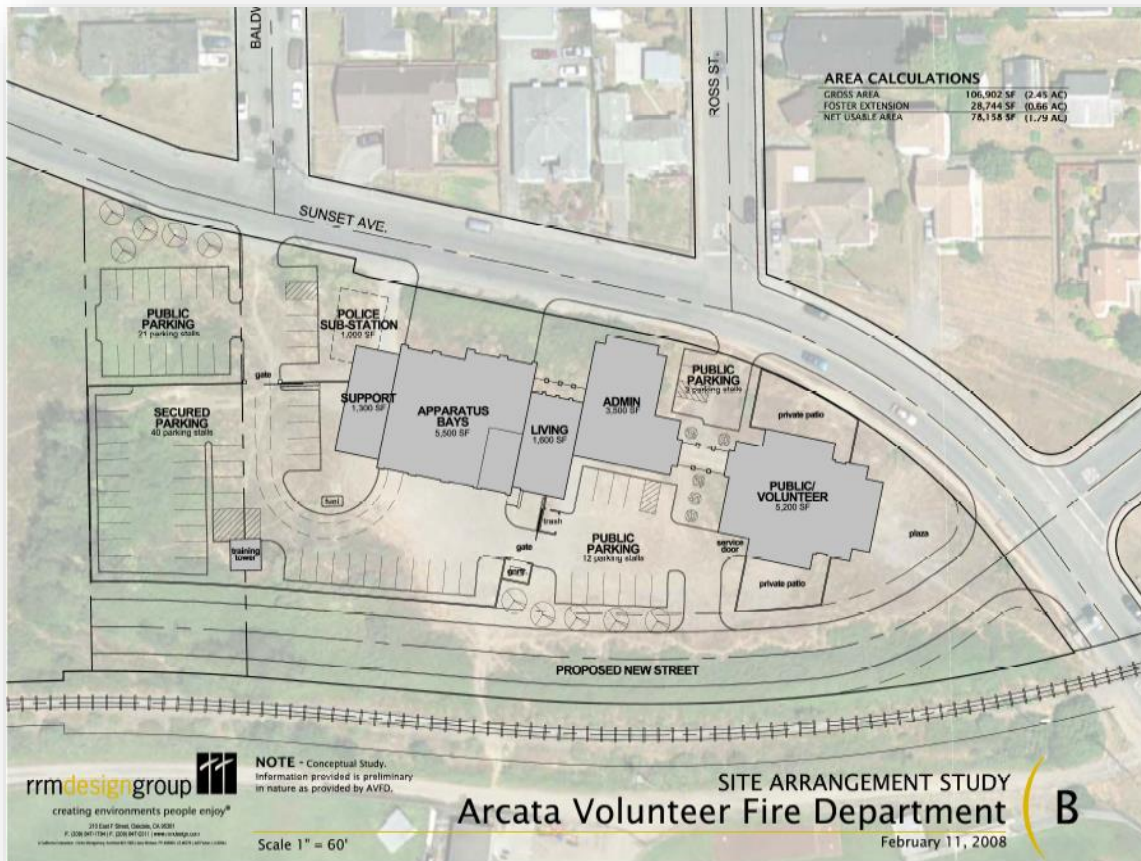 BALDW
ROSS ST.
AREA CALCULATIONS
GROSS AREA 106,902 SF (2.45 AC)
FOSTER EXTENSION 28,744 SF (0.66 AC)
NET USABLE AREA 78,158 SF (1.79 AC)
SUNSET AVE.
PUBLIC
PARKING
21 parking stalls
POLICE
SUB-STATION
1,000 SF
gate
SECURED
PARKING
40 parking stalls
SUPPORT
1,300 SF
APPARATUS
BAYS
5,500 SF
LIVING
1,600 SF
ADMIN
3,500 SF
PUBLIC
PARKING
3 parking stalls
private patio
PUBLIC/
VOLUNTEER
5,200 SF
plaza
fuel
training
tower
trash
gate
PUBLIC
PARKING
12 parking stalls
service
door
private patio
PROPOSED NEW STREET
rrmdesigngroup
creating environments people enjoy®
NOTE - Conceptual Study.
Information provided is preliminary
in nature as provided by AVFD.
Scale 1" = 60'
SITE ARRANGEMENT STUDY
Arcata Volunteer Fire Department
B
February 11, 2008